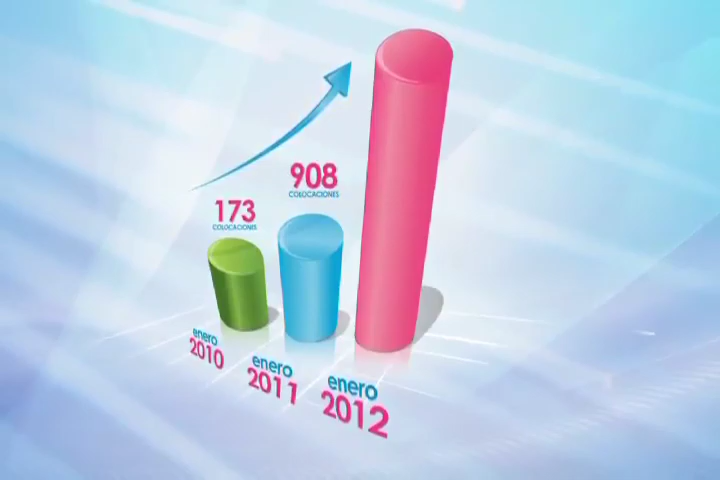 908
COLOCACIONES
173
COLOCACIONES
enero
2010
enero
2011
enero
2012